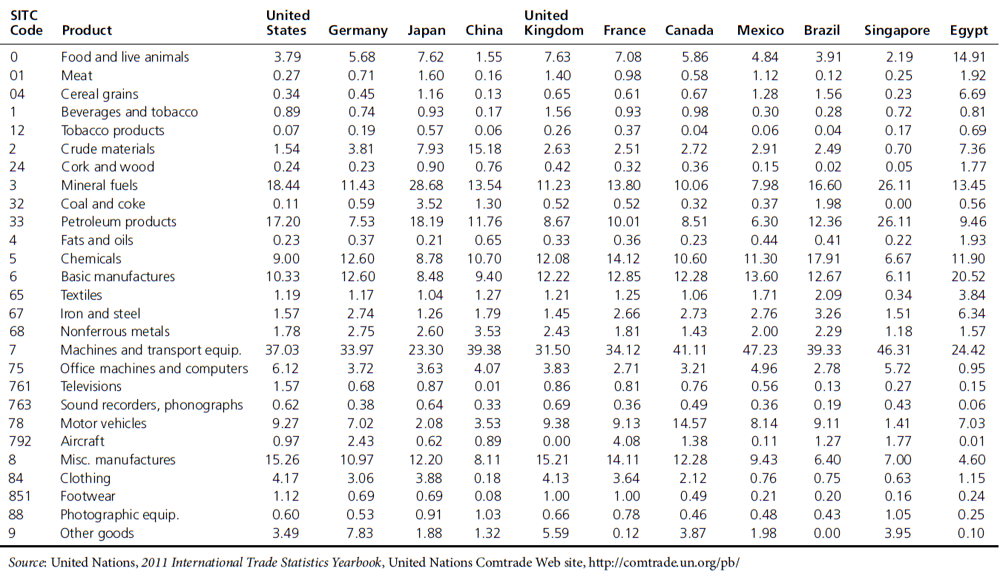 SITC Code Product United States Germany Japan China United Kingdom France Canada Mexico Brazil Singapore Egypt
0 Food and live animals 3.79 5.68 7.62 1.55 7.63 7.08 5.86 4.84 3.91 2.19 14.91
01 Meat 0.27 0.71 1.60 0.16 1.40 0.98 0.58 1.12 0.12 0.25 1.92
04 Cereal grains 0.34 0.45 1.16 0.13 0.65 0.61 0.67 1.28 1.56 0.23 6.69
1 Beverages and tobacco 0.89 0.74 0.93 0.17 1.56 0.93 0.98 0.30 0.28 0.72 0.81
12 Tobacco products 0.07 0.19 0.57 0.06 0.26 0.37 0.04 0.06 0.04 0.17 0.69
2 Crude materials 1.54 3.81 7.93 15.18 2.63 2.51 2.72 2.91 2.49 0.70 7.36
24 Cork and wood 0.24 0.23 0.90 0.76 0.42 0.32 0.36 0.15 0.02 0.05 1.77
3 Mineral fuels 18.44 11.43 28.68 13.54 11.23 13.80 10.06 7.98 16.60 26.11 13.45
32 Coal and coke 0.11 0.59 3.52 1.30 0.52 0.52 0.32 0.37 1.98 0.00 0.56
33 Petroleum products 17.20 7.53 18.19 11.76 8.67 10.01 8.51 6.30 12.36 26.11 9.46
4 Fats and oils 0.23 0.37 0.21 0.65 0.33 0.36 0.23 0.44 0.41 0.22 1.93
5 Chemicals 9.00 12.60 8.78 10.70 12.08 14.12 10.60 11.30 17.91 6.67 11.90
6 Basic manufactures 10.33 12.60 8.48 9.40 12.22 12.85 12.28 13.60 12.67 6.11 20.52
65 Textiles 1.19 1.17 1.04 1.27 1.21 1.25 1.06 1.71 2.09 0.34 3.84
67 Iron and steel 1.57 2.74 1.26 1.79 1.45 2.66 2.73 2.76 3.26 1.51 6.34
68 Nonferrous metals 1.78 2.75 2.60 3.53 2.43 1.81 1.43 2.00 2.29 1.18 1.57
7 Machines and transport equip. 37.03 33.97 23.30 39.38 31.50 34.12 41.11 47.23 39.33 46.31 24.42
75 Office machines and computers 6.12 3.72 3.63 4.07 3.83 2.71 3.21 4.96 2.78 5.72 0.95
761 Televisions 1.57 0.68 0.87 0.01 0.86 0.81 0.76 0.56 0.13 0.27 0.15
763 Sound recorders, phonographs 0.62 0.38 0.64 0.33 0.69 0.36 0.49 0.36 0.19 0.43 0.06
78 Motor vehicles 9.27 7.02 2.08 3.53 9.38 9.13 14.57 8.14 9.11 1.41 7.03
792 Aircraft 0.97 2.43 0.62 0.89 0.00 4.08 1.38 0.11 1.27 1.77 0.01
8 Misc. manufactures 15.26 10.97 12.20 8.11 15.21 14.11 12.28 9.43 6.40 7.00 4.60
84 Clothing 4.17 3.06 3.88 0.18 4.13 3.64 2.12 0.76 0.75 0.63 1.15
851 Footwear 1.12 0.69 0.69 0.08 1.00 1.00 0.49 0.21 0.20 0.16 0.24
88 Photographic equip. 0.60 0.53 0.91 1.03 0.66 0.78 0.46 0.48 0.43 1.05 0.25
9 Other goods 3.49 7.83 1.88 1.32 5.59 0.12 3.87 1.98 0.00 3.95 0.10
Source: United Nations, 2011 International Trade Statistics Yearbook, United Nations Comtrade Web site, http://comtrade.un.org/pb/